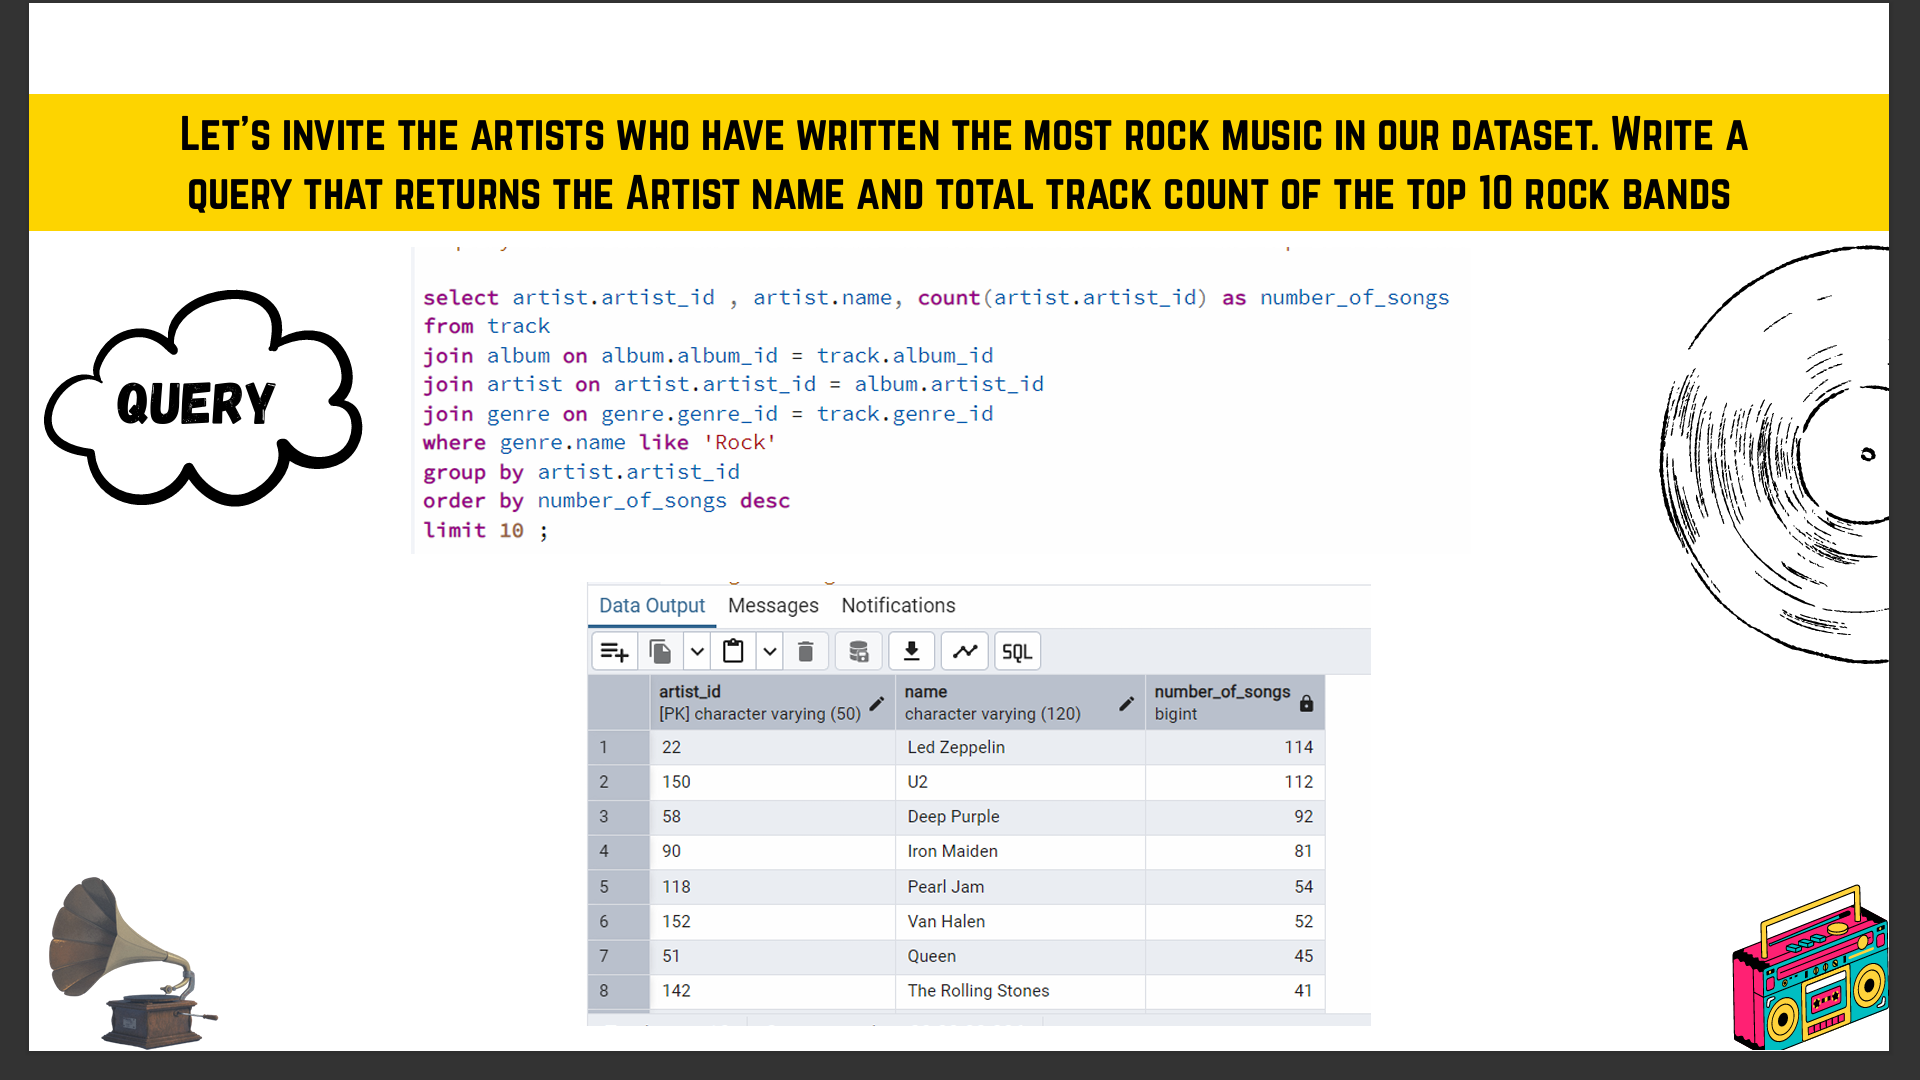 Let's invite the artists who have written the most rock music in our dataset. Write a
query that returns the Artist name and total track count of the top 10 rock bands
QUERY
select artist.artist_id , artist.name, count(artist.artist_id) as number_of_songs
from track
join album on album.album_id = track.album_id
join artist on artist.artist_id = album.artist_id
join genre on genre.genre_id = track.genre_id
where genre.name like 'Rock'
group by artist.artist_id
order by number_of_songs desc
limit 10 ;
Data Output Messages Notifications
SQL
artist_id name number_of_songs
[PK] character varying (50) character varying (120) bigint
1 22 Led Zeppelin 114
2 150 U2 112
3 58 Deep Purple 92
4 90 Iron Maiden 81
5 118 Pearl Jam 54
6 152 Van Halen 52
7 51 Queen 45
8 142 The Rolling Stones 41